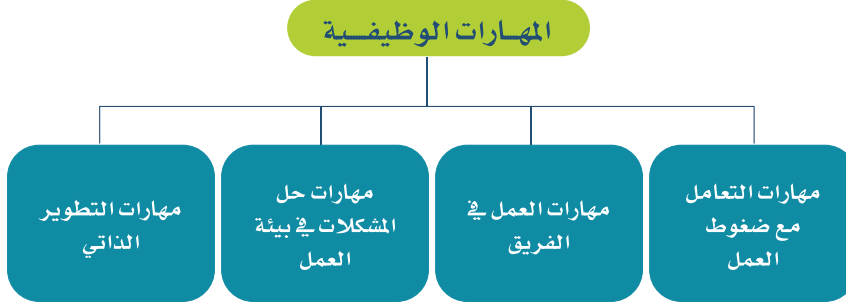 المهارات الوظيفية
مهارات التعامل
مع ضغوط
العمل
مهارات العمل في
الفريق
مهارات حل
المشكلات في بيئة
العمل
مهارات التطوير
الذاتي